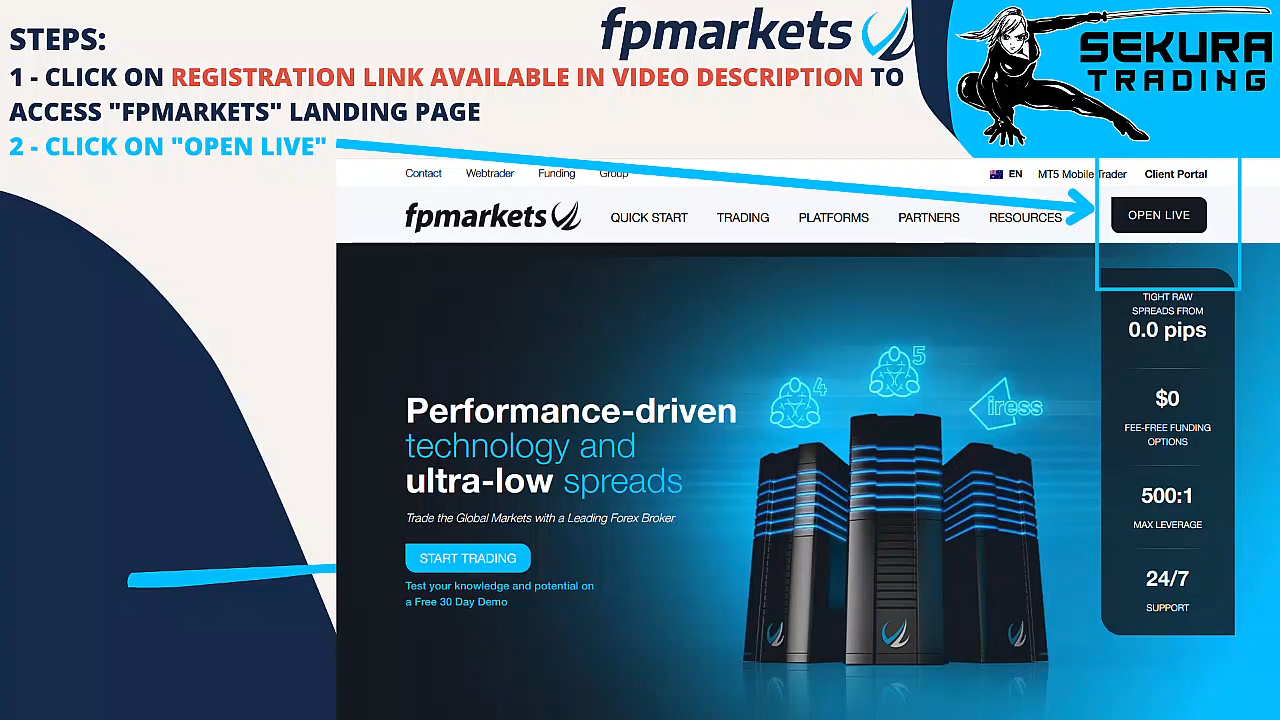 fpmarkets
SEKURA
TRADING
STEPS:
1 - CLICK ON REGISTRATION LINK AVAILABLE IN VIDEO DESCRIPTION TO
ACCESS "FPMARKETS" LANDING PAGE
2 - CLICK ON "OPEN LIVE"
Contact Webtrader Funding Group EN MT5 Mobile Trader Client Portal
fpmarkets QUICK START TRADING PLATFORMS PARTNERS RESOURCES OPEN LIVE
TIGHT RAW
SPREADS FROM
0.0 pips
$0
FEE-FREE FUNDING
OPTIONS
500:1
MAX LEVERAGE
24/7
SUPPORT
4
5
iress
Performance-driven
technology and
ultra-low spreads
Trade the Global Markets with a Leading Forex Broker
START TRADING
Test your knowledge and potential on
a Free 30 Day Demo